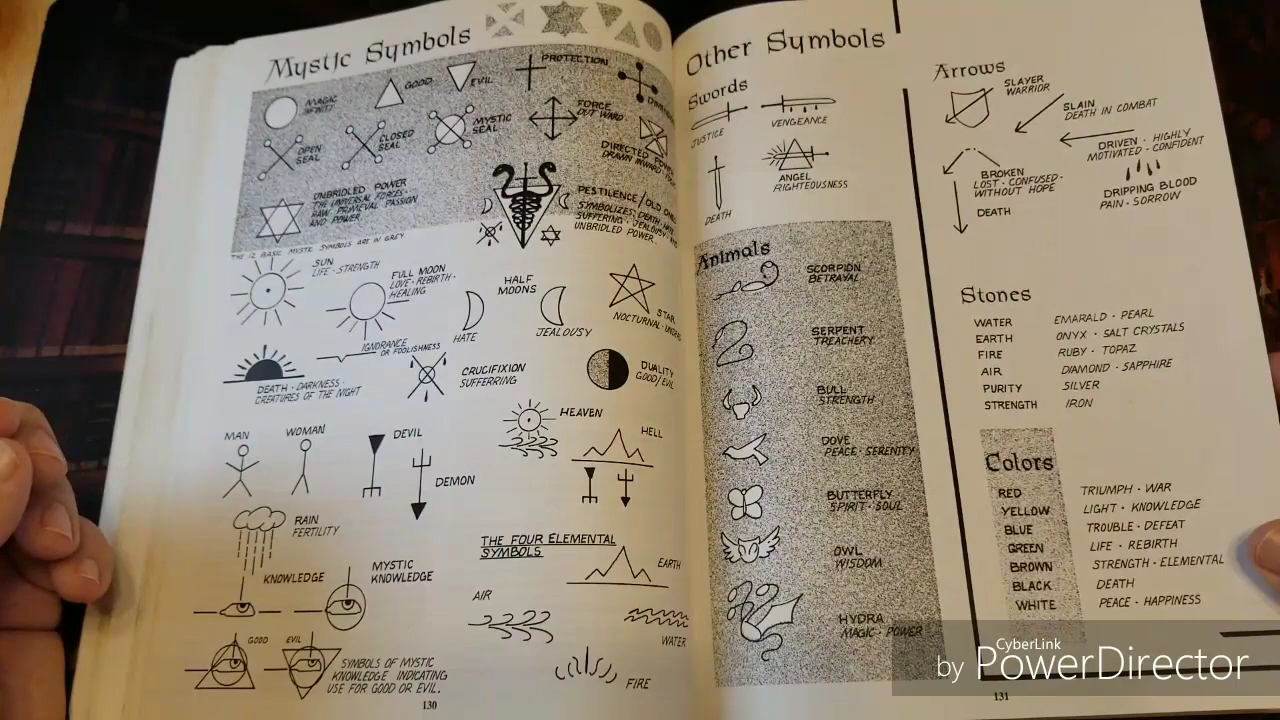 Mystic Symbols
MAGIC
INFINITY
GOOD
EVIL
PROTECTION
OPEN
SEAL
CLOSED
SEAL
MYSTIC
SEAL
FORCE
OUT WARD
DIRECTED
DRAWN INWARD
UNBRIDLED POWER
THE UNIVERSAL FORCES.
RAW PRIMEVAL PASSION
AND POWER.
PESTILENCE/OLD ONES
SYMBOLIZES DEATH, HATE,
SUFFERING, JEALOUSY, AND
UNBRIDLED POWER.
THE 12 BASIC MYSTIC SYMBOLS ARE IN GREY.
SUN
LIFE • STRENGTH
FULL MOON
LOVE • REBIRTH •
HEALING
HALF
MOONS
HATE
JEALOUSY
STAR
NOCTURNAL •
IGNORANCE
OR FOOLISHNESS
DEATH • DARKNESS •
CREATURES OF THE NIGHT
CRUCIFIXION
SUFFERRING
DUALITY
GOOD/EVIL
MAN
WOMAN
DEVIL
DEMON
HEAVEN
HELL
RAIN
FERTILITY
KNOWLEDGE
MYSTIC
KNOWLEDGE
GOOD
EVIL
SYMBOLS OF MYSTIC
KNOWLEDGE INDICATING
USE FOR GOOD OR EVIL.
THE FOUR ELEMENTAL
SYMBOLS
EARTH
AIR
WATER
FIRE
130
Other Symbols
Swords
JUSTICE
VENGEANCE
DEATH
ANGEL
RIGHTEOUSNESS
Animals
SCORPION
BETRAYAL
SERPENT
TREACHERY
BULL
STRENGTH
DOVE
PEACE • SERENITY
BUTTERFLY
SPIRIT • SOUL
OWL
WISDOM
HYDRA
MAGIC • POWER
Arrows
SLAYER
WARRIOR
SLAIN
DEATH IN COMBAT
DRIVEN • HIGHLY
MOTIVATED • CONFIDENT
BROKEN
LOST • CONFUSED •
WITHOUT HOPE
DEATH
DRIPPING BLOOD
PAIN • SORROW
Stones
WATER EMARALD • PEARL
EARTH ONYX • SALT CRYSTALS
FIRE RUBY • TOPAZ
AIR DIAMOND • SAPPHIRE
PURITY SILVER
STRENGTH IRON
Colors
RED TRIUMPH • WAR
YELLOW LIGHT • KNOWLEDGE
BLUE TROUBLE • DEFEAT
GREEN LIFE • REBIRTH
BROWN STRENGTH • ELEMENTAL
BLACK DEATH
WHITE PEACE • HAPPINESS
131
CyberLink
by PowerDirector